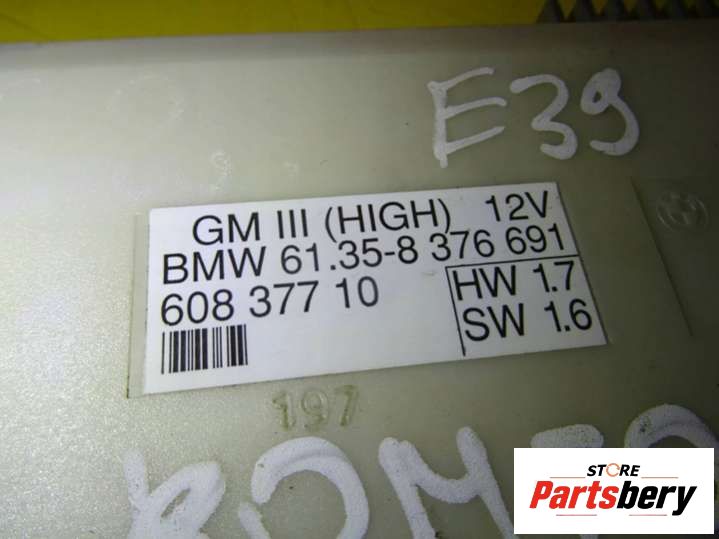 E39
GM III (HIGH) 12V
BMW 61.35-8 376 691
608 377 10
HW 1.7
SW 1.6
197
STORE
Partsbery